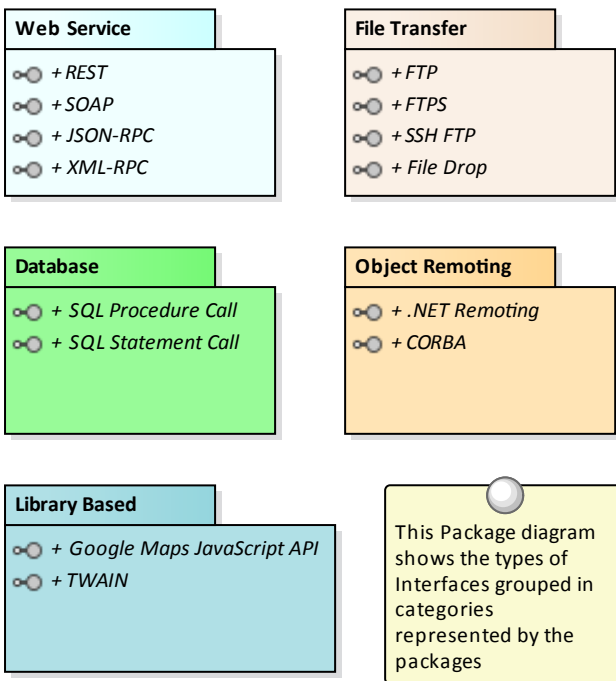 Web Service
+ REST
+ SOAP
+ JSON-RPC
+ XML-RPC
File Transfer
+ FTP
+ FTPS
+ SSH FTP
+ File Drop
Database
+ SQL Procedure Call
+ SQL Statement Call
Object Remoting
+ .NET Remoting
+ CORBA
Library Based
+ Google Maps JavaScript API
+ TWAIN
This Package diagram
shows the types of
Interfaces grouped in
categories
represented by the
packages